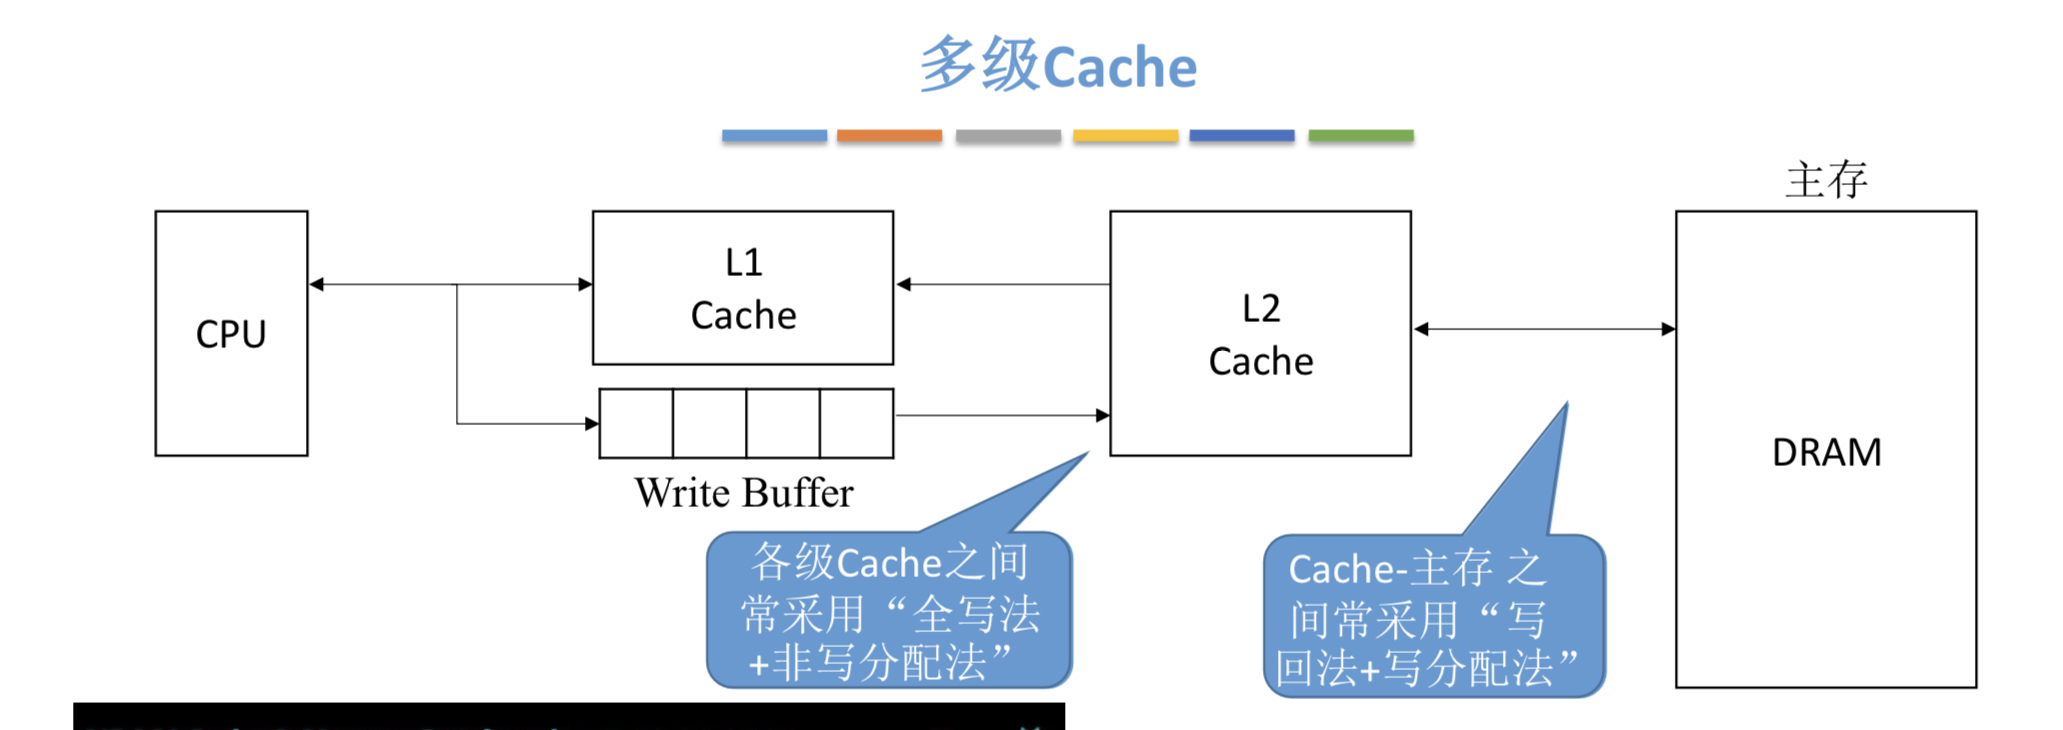 多级Cache
主存
CPU
L1
Cache
L2
Cache
DRAM
Write Buffer
各级Cache之间
常采用“全写法
+非写分配法”
Cache-主存 之
间常采用“写
回法+写分配法”